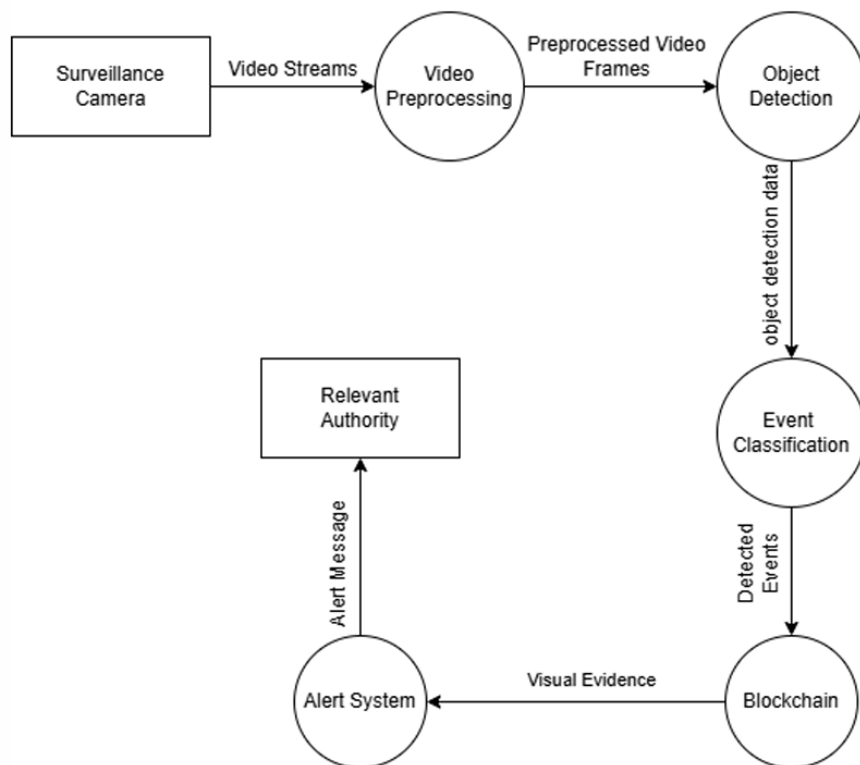 Surveillance
Camera
Video Streams
Video
Preprocessing
Preprocessed Video
Frames
Object
Detection
object detection data
Event
Classification
Detected
Events
Blockchain
Visual Evidence
Alert System
Alert Message
Relevant
Authority